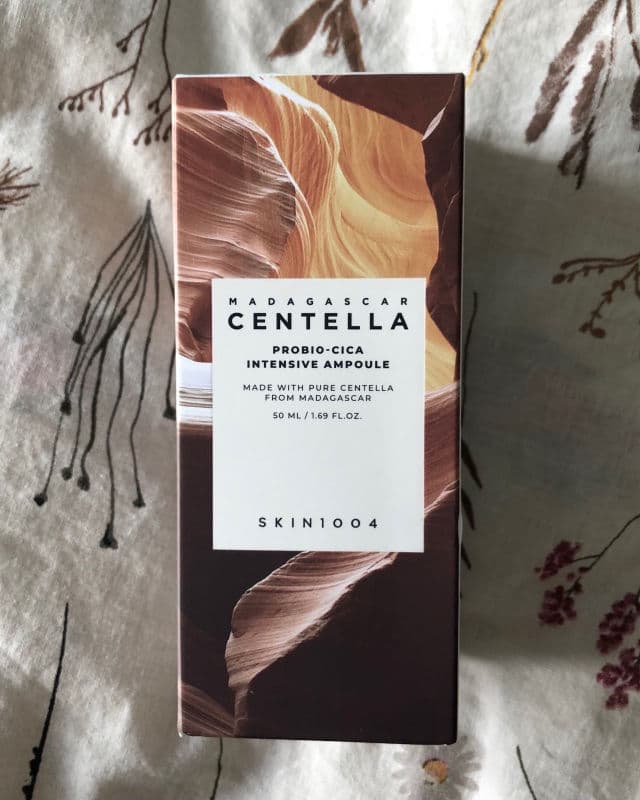 MADAGASCAR
CENTELLA
PROBIO-CICA
INTENSIVE AMPOULE
MADE WITH PURE CENTELLA
FROM MADAGASCAR
50 ML / 1.69 FL.OZ.
SKIN1004